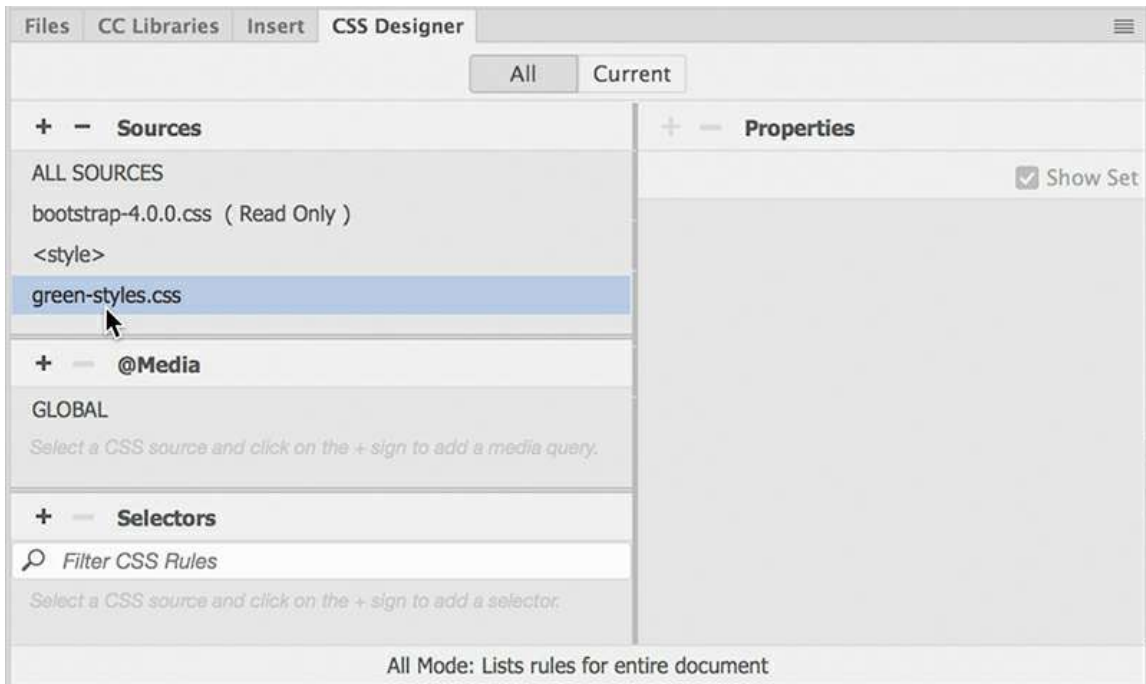 Files CC Libraries Insert CSS Designer
All Current
+ − Sources
ALL SOURCES
bootstrap-4.0.0.css ( Read Only )
<style>
green-styles.css
+ − @Media
GLOBAL
Select a CSS source and click on the + sign to add a media query.
+ − Selectors
Filter CSS Rules
Select a CSS source and click on the + sign to add a selector.
+ − Properties
Show Set
All Mode: Lists rules for entire document